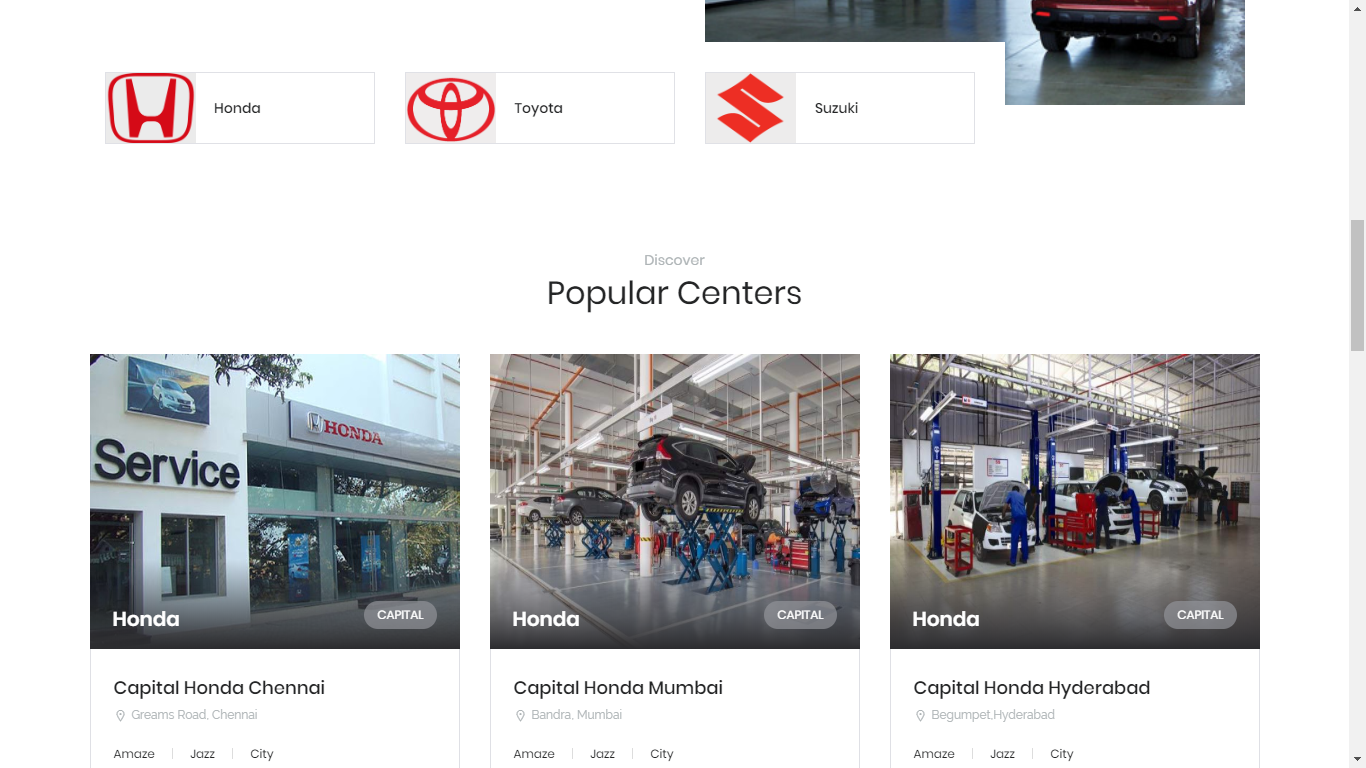 Honda
Toyota
Suzuki
Discover
Popular Centers
HONDA
Service
Honda
CAPITAL
Honda
CAPITAL
Honda
CAPITAL
Capital Honda Chennai
Greams Road, Chennai
Amaze
Jazz
City
Capital Honda Mumbai
Bandra, Mumbai
Amaze
Jazz
City
Capital Honda Hyderabad
Begumpet,Hyderabad
Amaze
Jazz
City